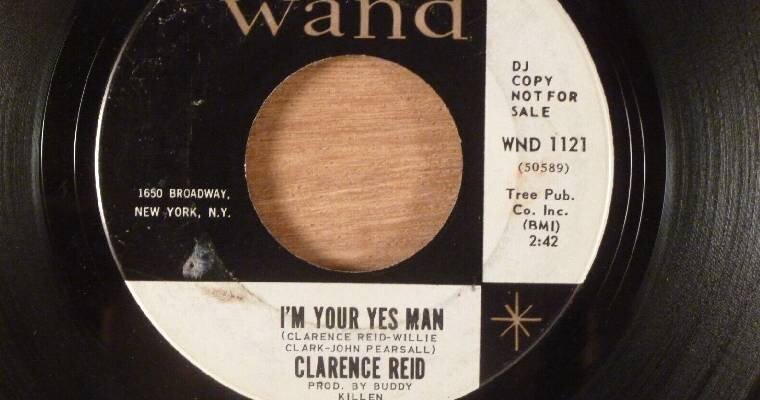 wand
DJ
COPY
NOT FOR
SALE
WND 1121
(50589)
Tree Pub.
Co. Inc.
(BMI)
2:42
1650 BROADWAY,
NEW YORK, N.Y.
I'M YOUR YES MAN
(CLARENCE REID-WILLIE
CLARK-JOHN PEARSALL)
CLARENCE REID
PROD. BY BUDDY
KILLEN